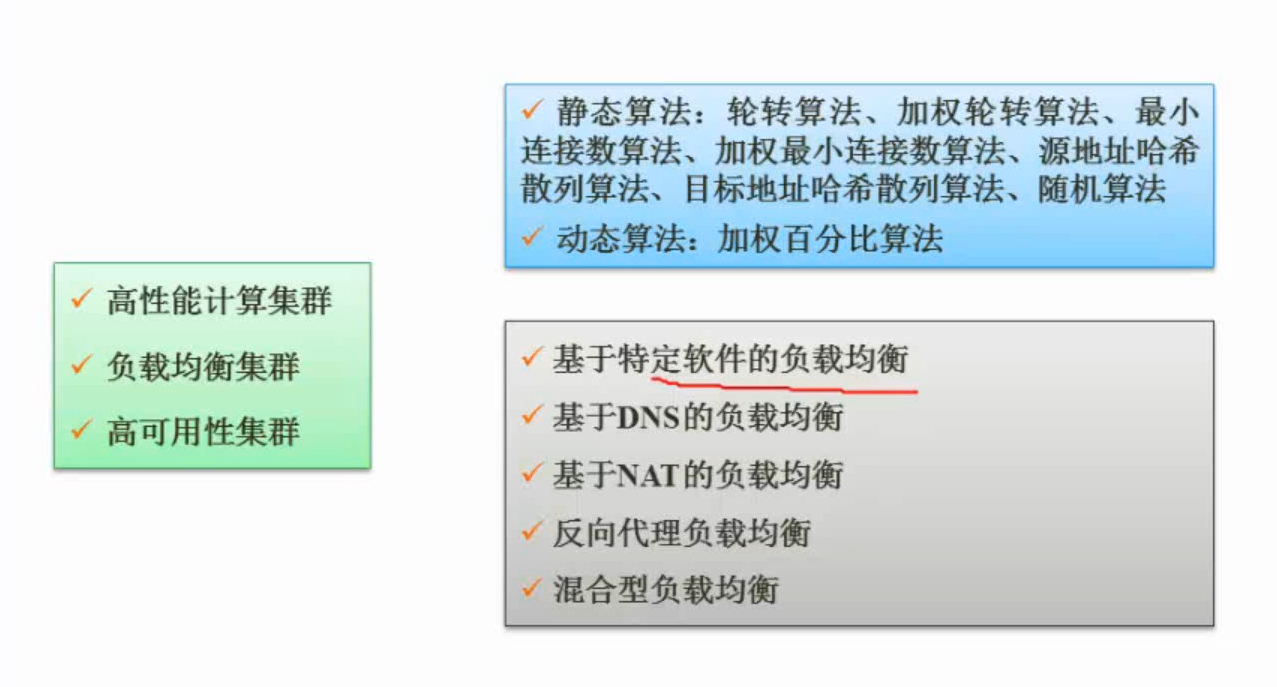 ✓ 静态算法：轮转算法、加权轮转算法、最小
连接数算法、加权最小连接数算法、源地址哈希
散列算法、目标地址哈希散列算法、随机算法
✓ 动态算法：加权百分比算法
✓ 高性能计算集群
✓ 负载均衡集群
✓ 高可用性集群
✓ 基于特定软件的负载均衡
✓ 基于DNS的负载均衡
✓ 基于NAT的负载均衡
✓ 反向代理负载均衡
✓ 混合型负载均衡